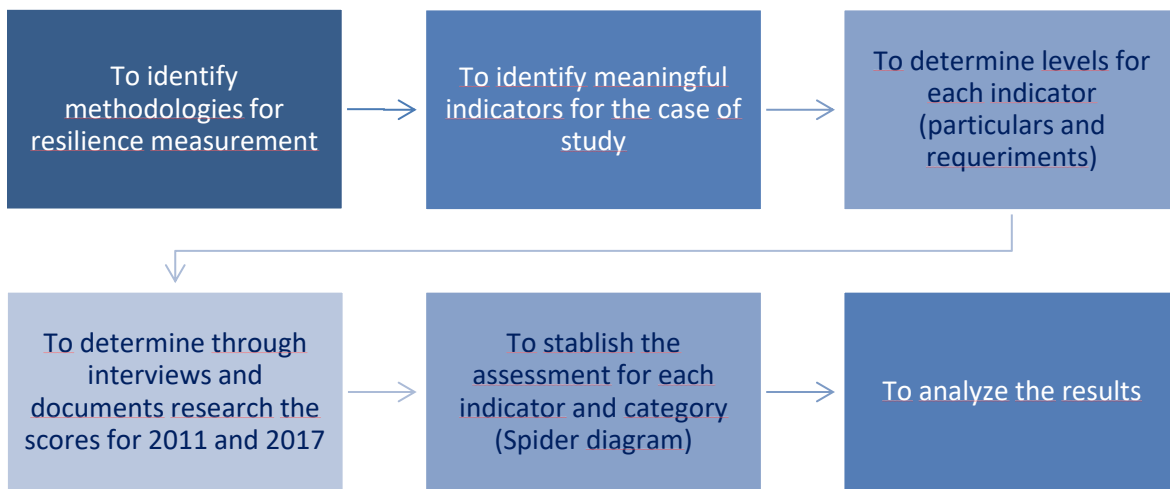 To identify
methodologies for
resilience measurement
To identify meaningful
indicators for the case of
study
To determine levels for
each indicator
(particulars and
requeriments)
To determine through
interviews and
documents research the
scores for 2011 and 2017
To stablish the
assessment for each
indicator and category
(Spider diagram)
To analyze the results